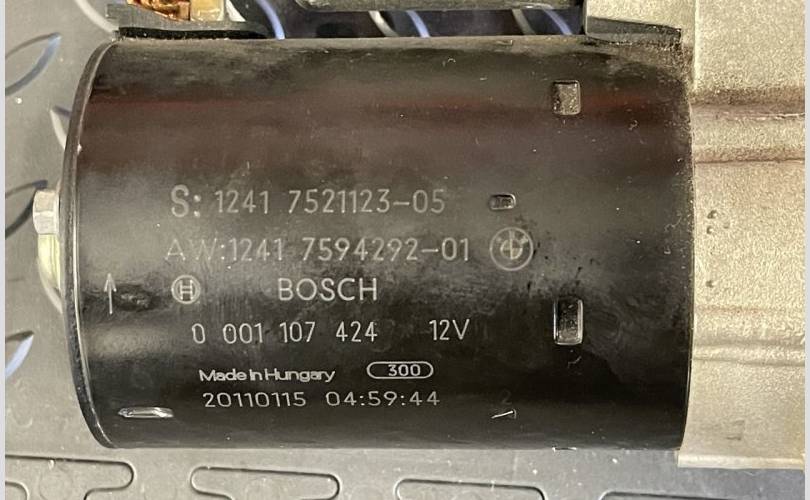 S: 1241 7521123-05
AW:1241 7594292-01
BOSCH
0 001 107 424 12V
Made in Hungary 300
20110115 04:59:44 2